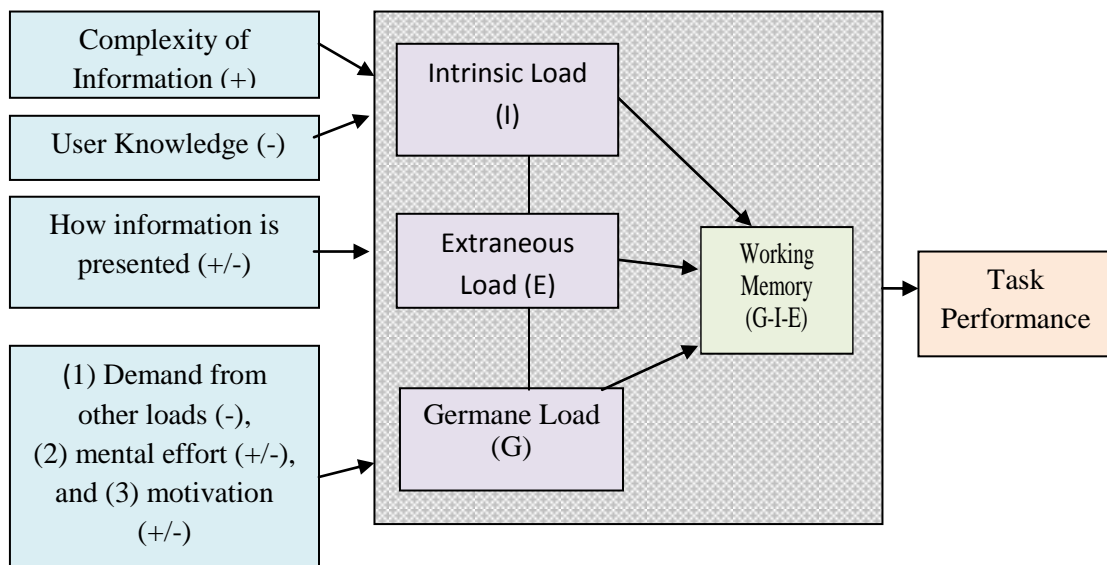 Complexity of
Information (+)
User Knowledge (-)
How information is
presented (+/-)
(1) Demand from
other loads (-),
(2) mental effort (+/-),
and (3) motivation
(+/-)
Intrinsic Load
(I)
Extraneous
Load (E)
Germane Load
(G)
Working
Memory
(G-I-E)
Task
Performance